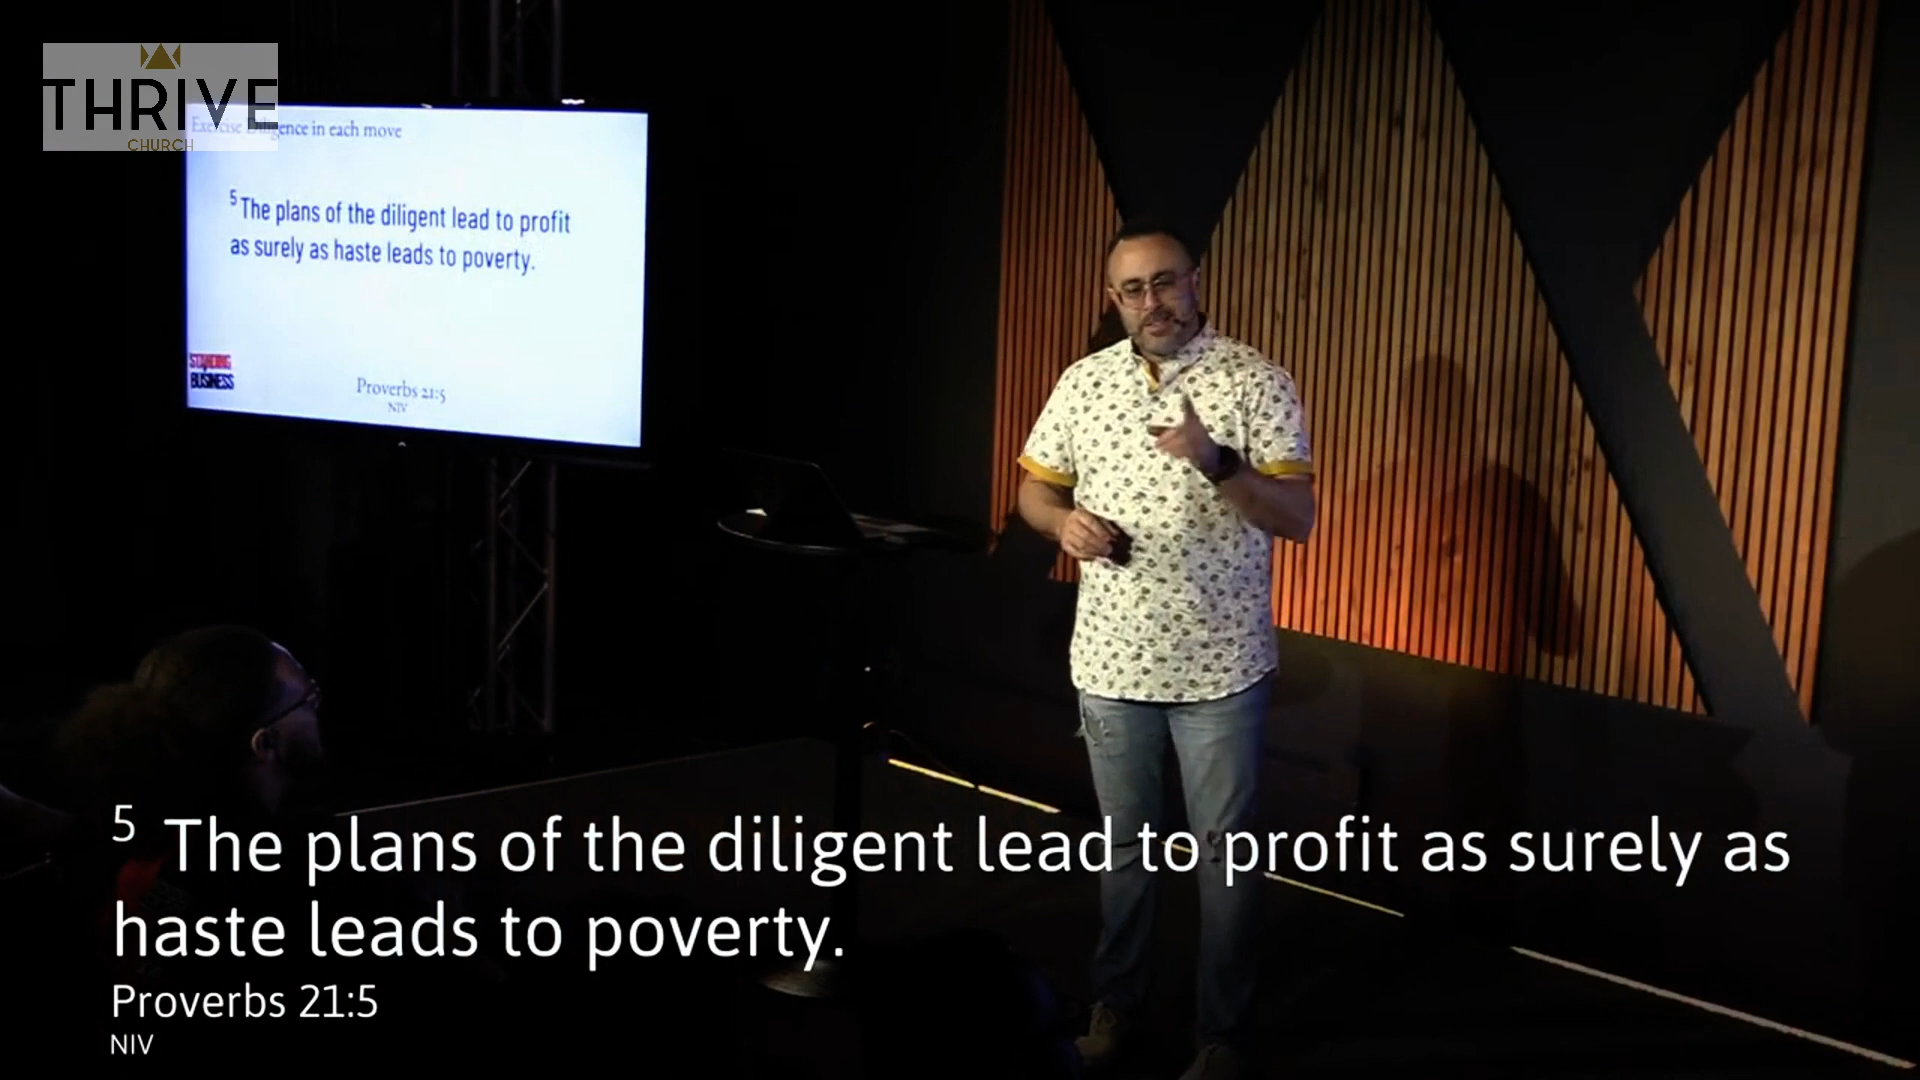 THRIVE
CHURCH
Exercise Diligence in each move
5 The plans of the diligent lead to profit
as surely as haste leads to poverty.
BUSINESS
Proverbs 21:5
NIV
5 The plans of the diligent lead to profit as surely as
haste leads to poverty.
Proverbs 21:5
NIV